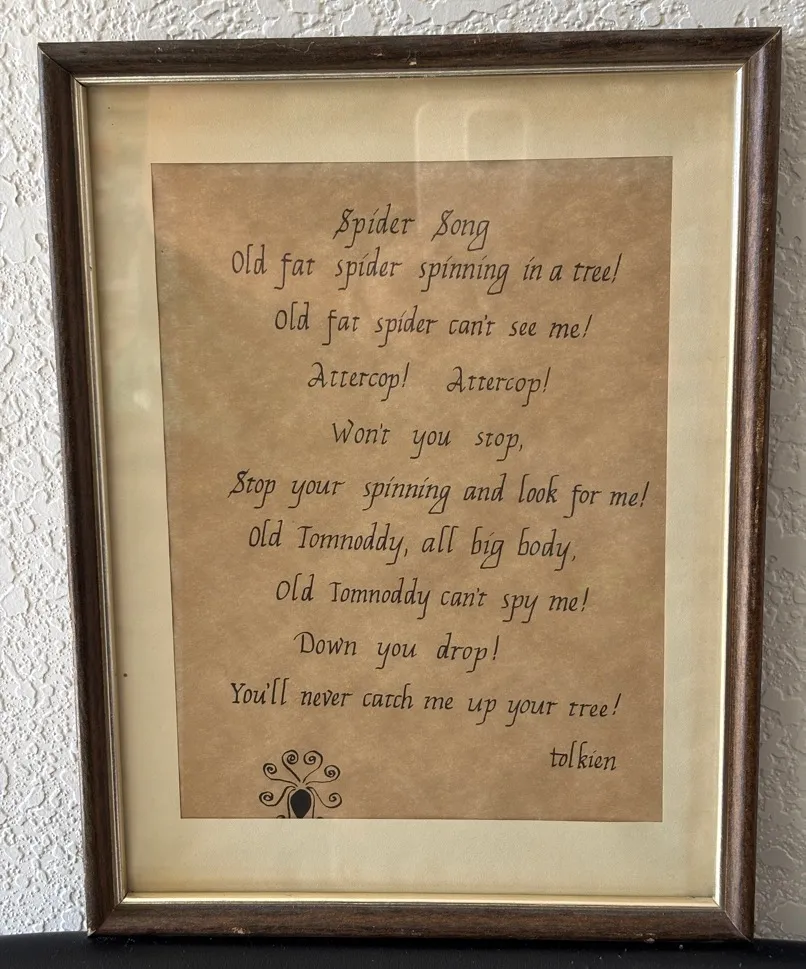 Spider Song
Old fat spider spinning in a tree!
Old fat spider can't see me!
Attercop! Attercop!
Won't you stop,
Stop your spinning and look for me!
Old Tomnoddy, all big body,
Old Tomnoddy can't spy me!
Down you drop!
You'll never catch me up your tree!
tolkien